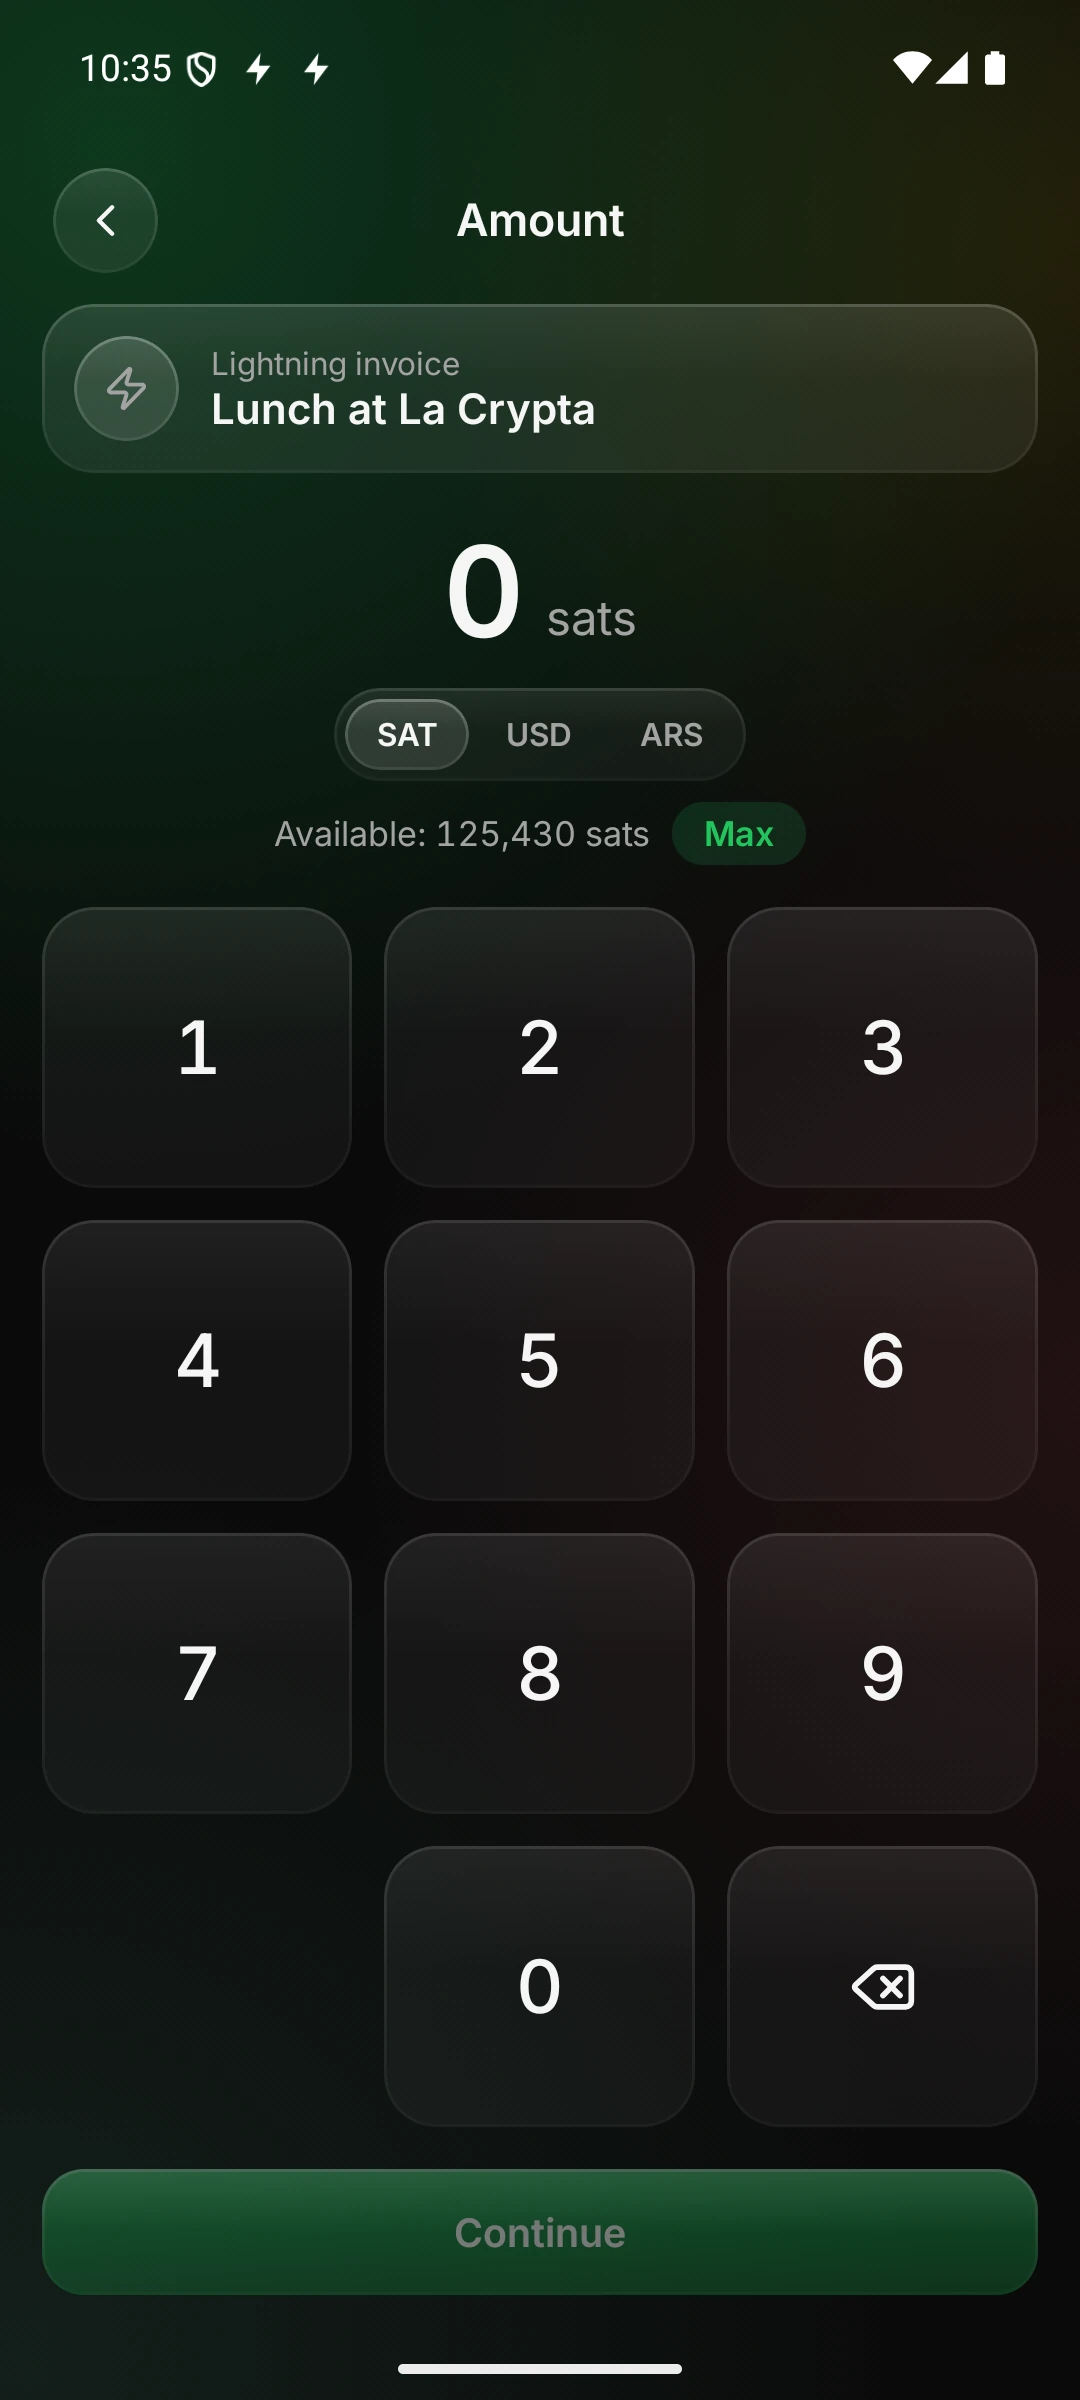 10:35
Amount
Lightning invoice
Lunch at La Crypta
0 sats
SAT USD ARS
Available: 125,430 sats Max
1 2 3
4 5 6
7 8 9
0
Continue